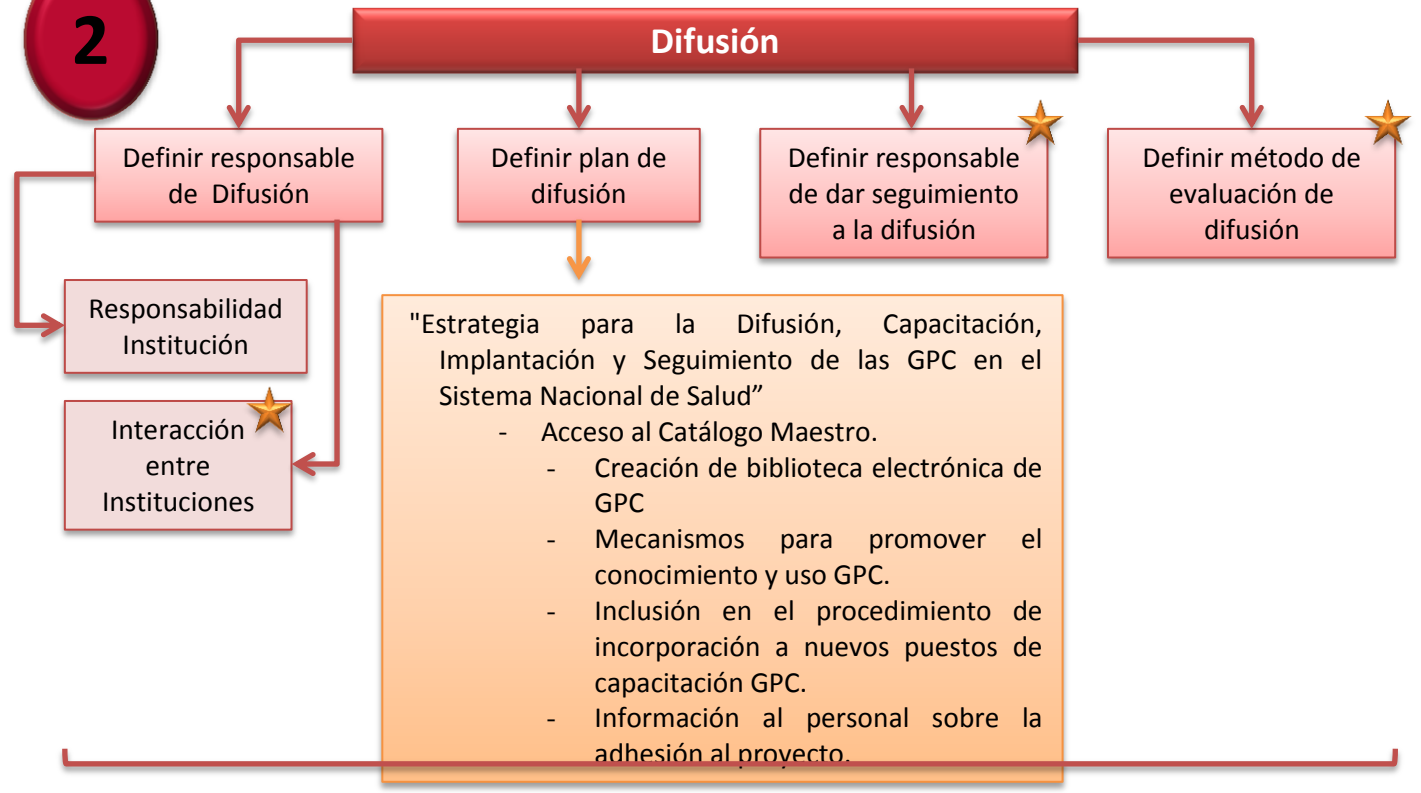 2
Difusión
Definir responsable
de Difusión
Definir plan de
difusión
Definir responsable
de dar seguimiento
a la difusión
Definir método de
evaluación de
difusión
Responsabilidad
Institución
Interacción
entre
Instituciones
"Estrategia para la Difusión, Capacitación,
Implantación y Seguimiento de las GPC en el
Sistema Nacional de Salud”
- Acceso al Catálogo Maestro.
- Creación de biblioteca electrónica de
GPC
- Mecanismos para promover el
conocimiento y uso GPC.
- Inclusión en el procedimiento de
incorporación a nuevos puestos de
capacitación GPC.
- Información al personal sobre la
adhesión al proyecto.